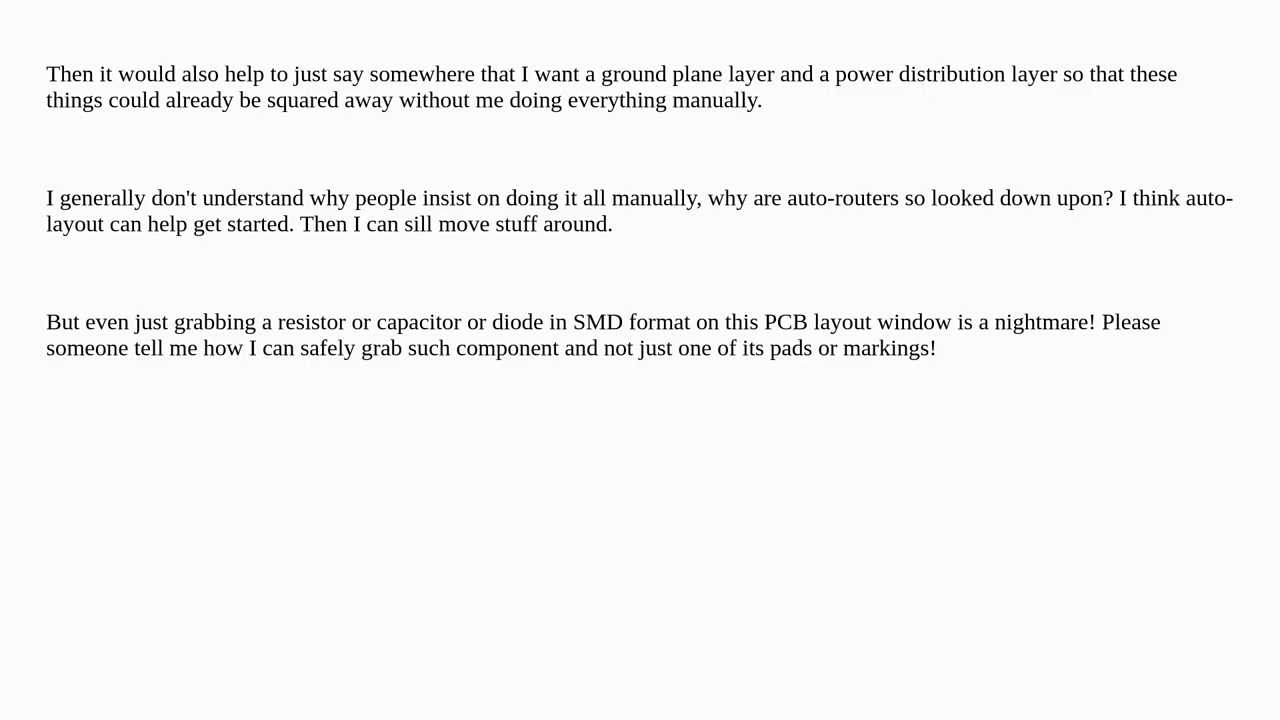 Then it would also help to just say somewhere that I want a ground plane layer and a power distribution layer so that these
things could already be squared away without me doing everything manually.
I generally don't understand why people insist on doing it all manually, why are auto-routers so looked down upon? I think auto-
layout can help get started. Then I can sill move stuff around.
But even just grabbing a resistor or capacitor or diode in SMD format on this PCB layout window is a nightmare! Please
someone tell me how I can safely grab such component and not just one of its pads or markings!